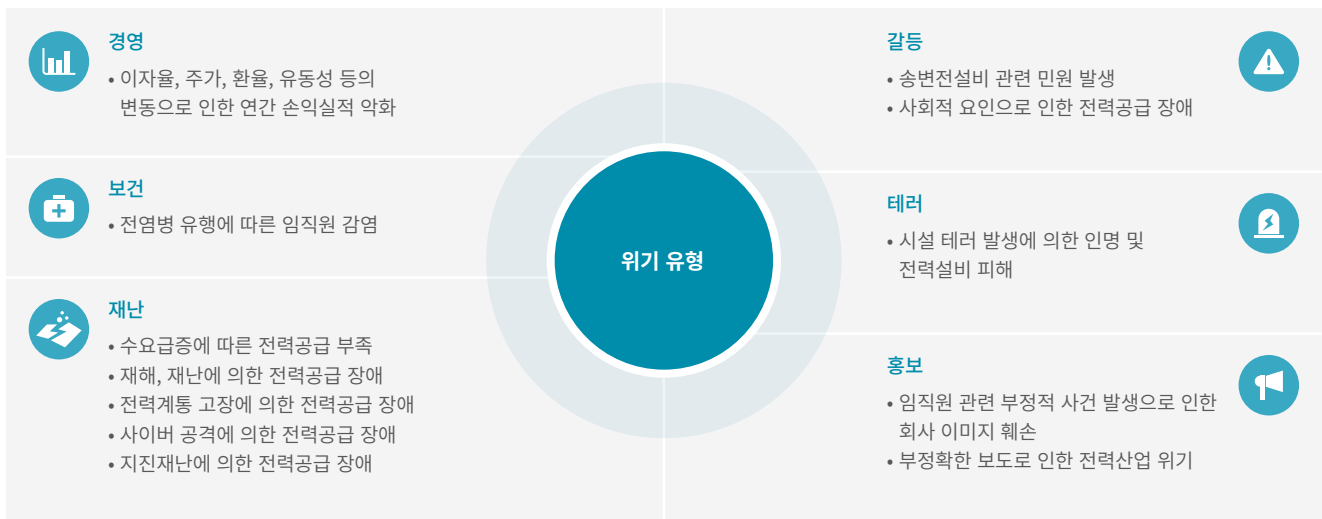 경영
• 이자율, 주가, 환율, 유동성 등의
변동으로 인한 연간 손익실적 악화
보건
• 전염병 유행에 따른 임직원 감염
재난
• 수요급증에 따른 전력공급 부족
• 재해, 재난에 의한 전력공급 장애
• 전력계통 고장에 의한 전력공급 장애
• 사이버 공격에 의한 전력공급 장애
• 지진재난에 의한 전력공급 장애
위기 유형
갈등
• 송변전설비 관련 민원 발생
• 사회적 요인으로 인한 전력공급 장애
테러
• 시설 테러 발생에 의한 인명 및
전력설비 피해
홍보
• 임직원 관련 부정적 사건 발생으로 인한
회사 이미지 훼손
• 부정확한 보도로 인한 전력산업 위기